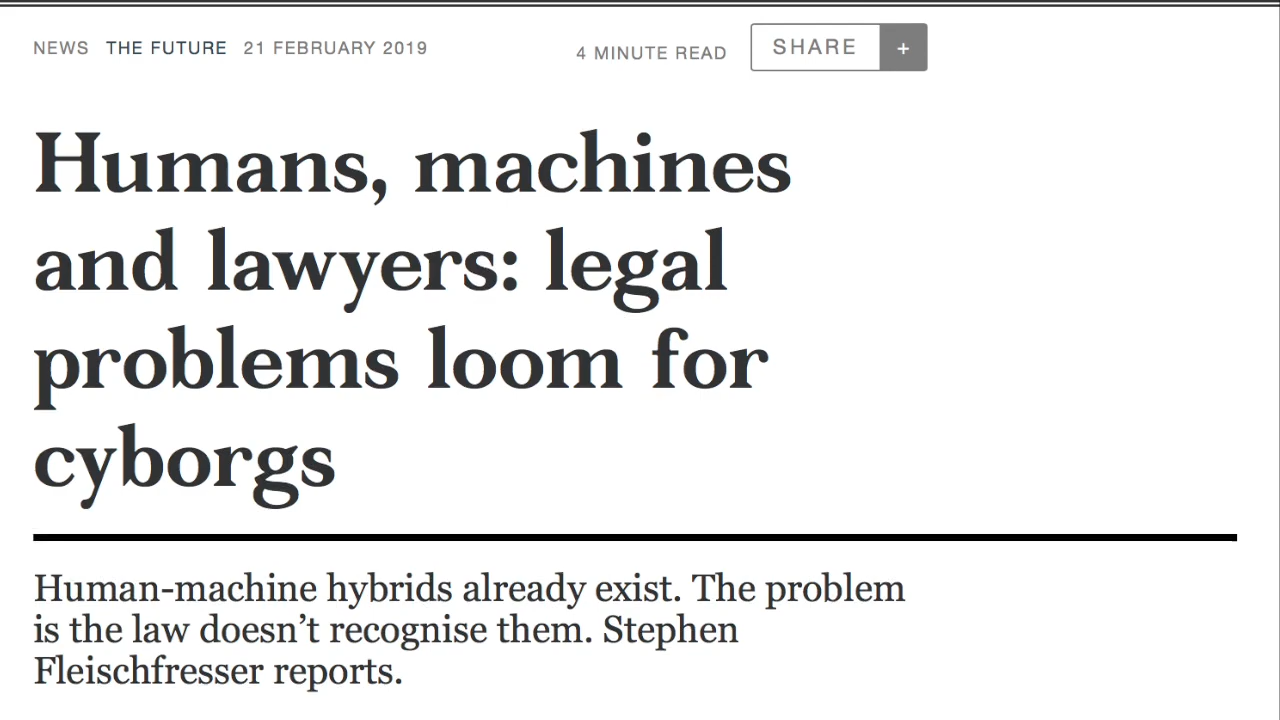 NEWS THE FUTURE 21 FEBRUARY 2019
4 MINUTE READ
SHARE +
Humans, machines
and lawyers: legal
problems loom for
cyborgs
Human-machine hybrids already exist. The problem
is the law doesn’t recognise them. Stephen
Fleischfresser reports.